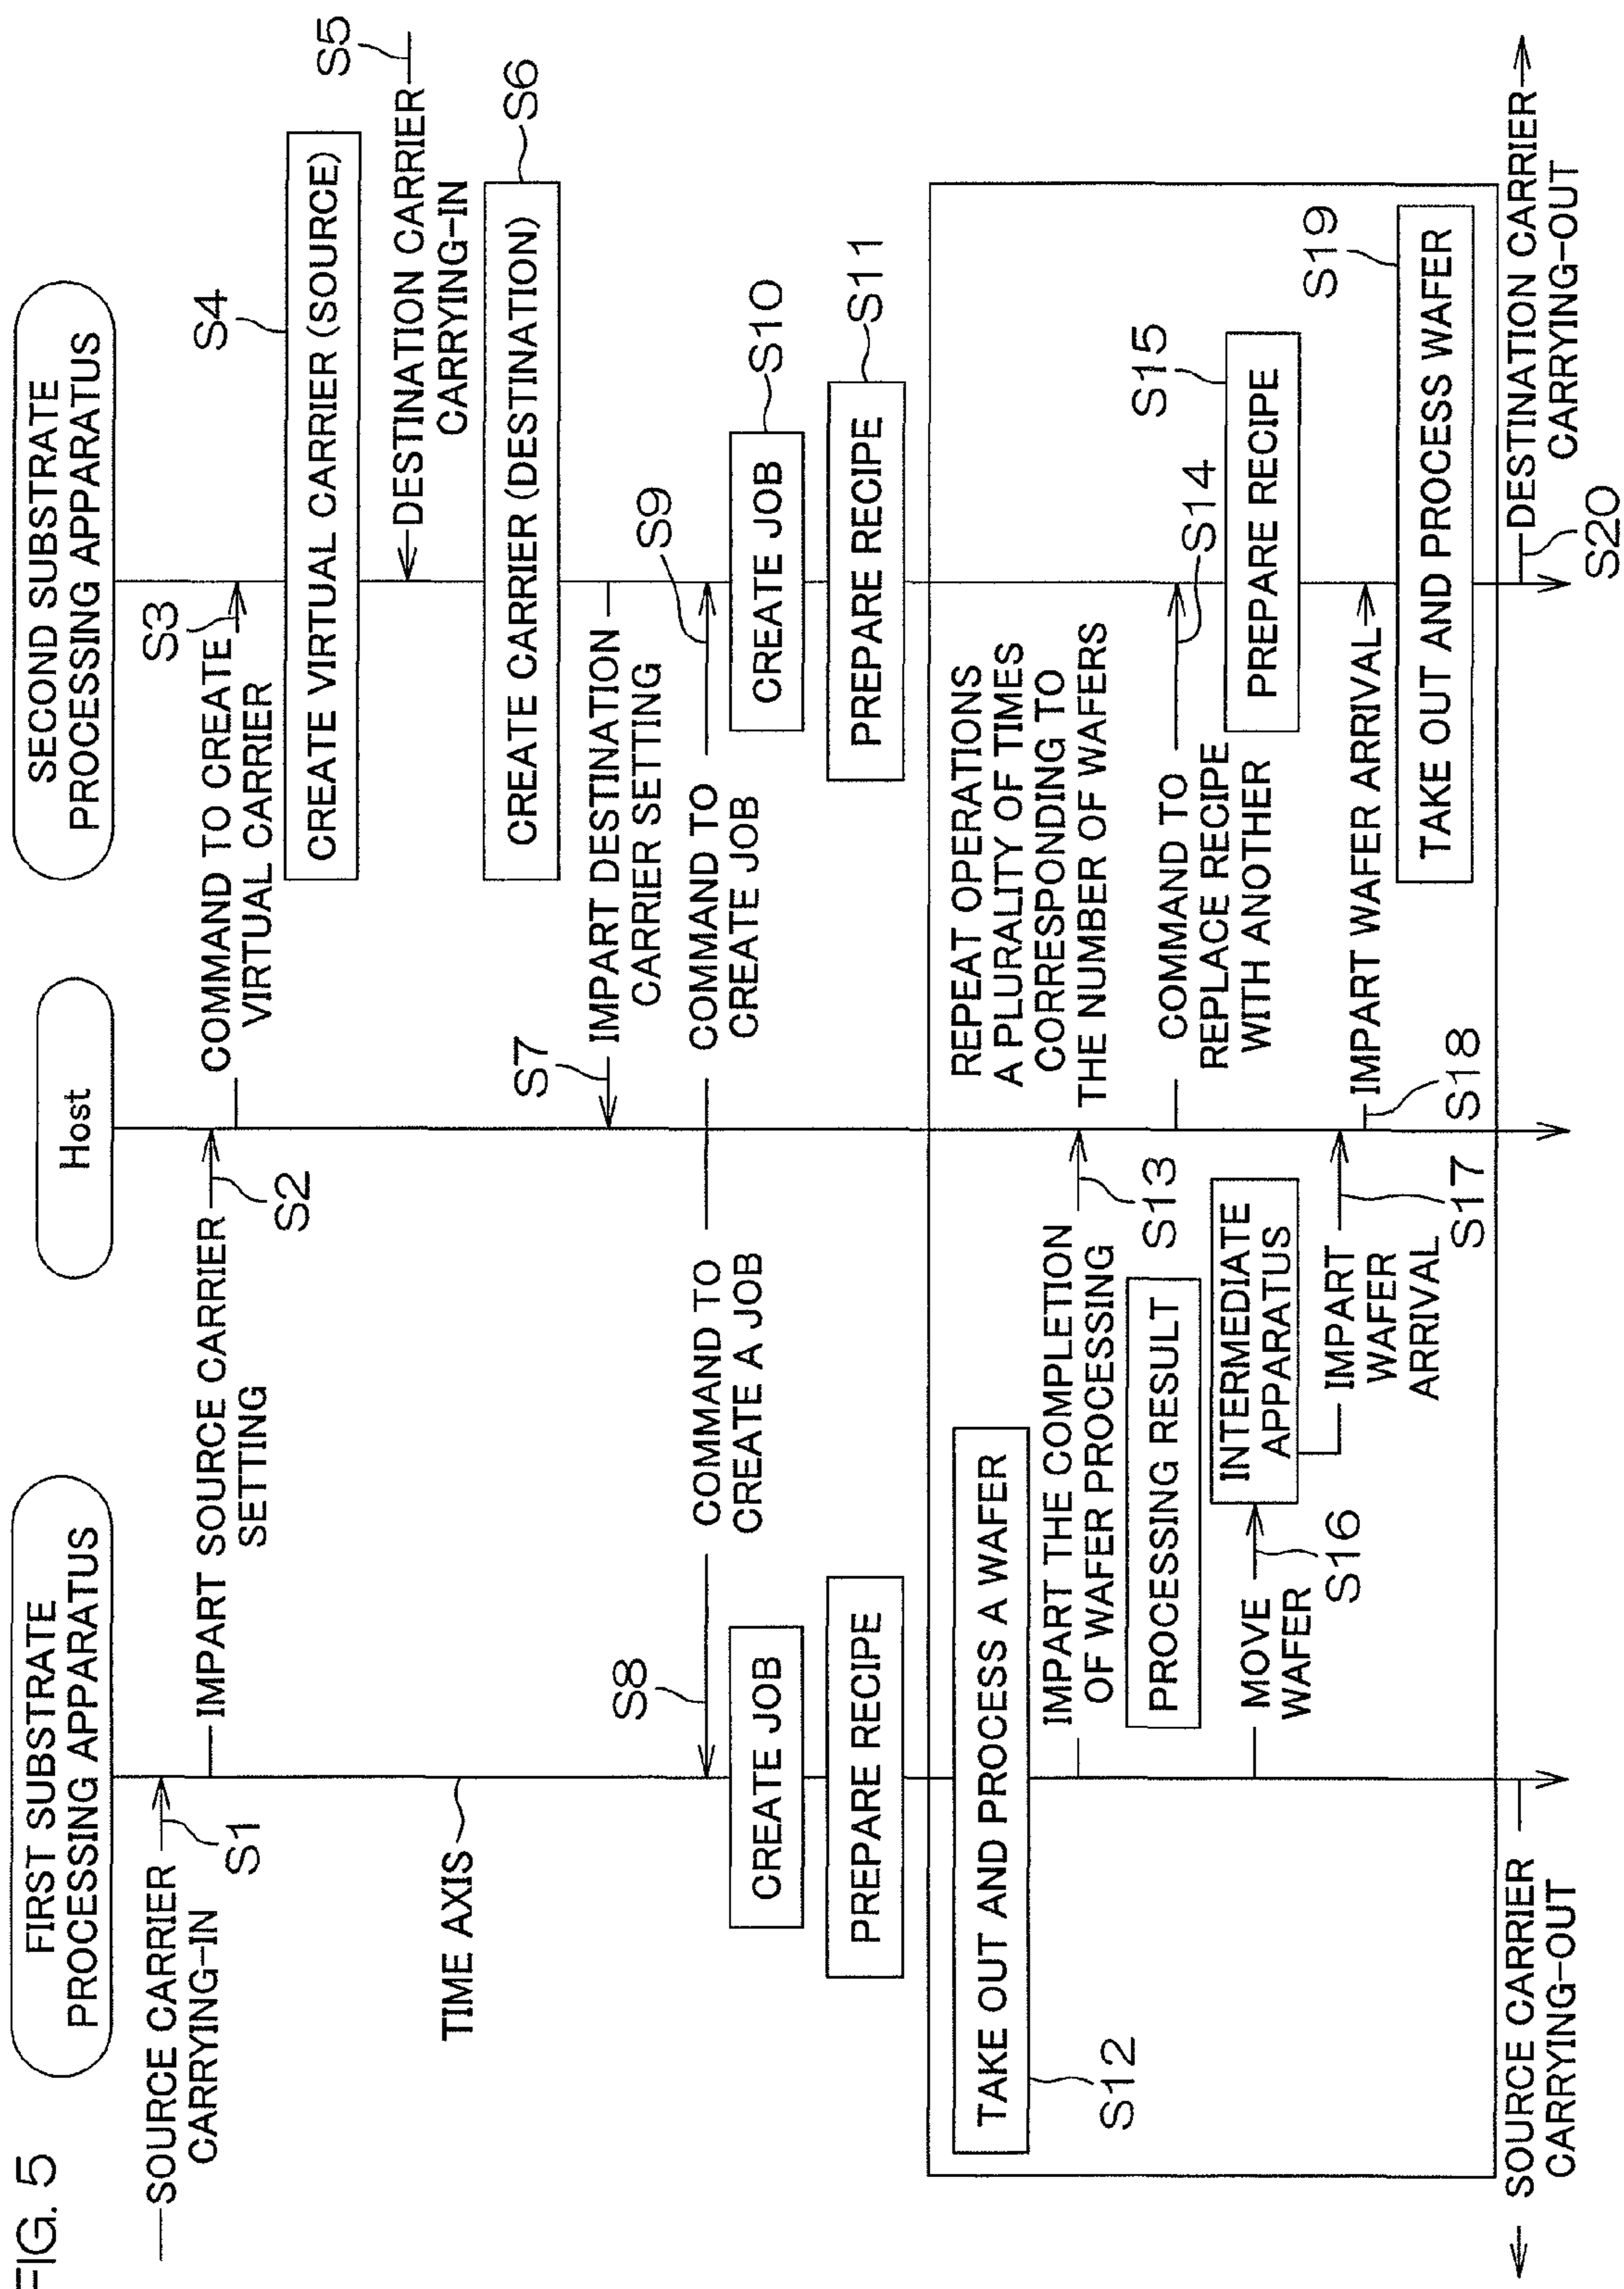 FIG. 5
FIRST SUBSTRATE
PROCESSING APPARATUS
Host
SECOND SUBSTRATE
PROCESSING APPARATUS
SOURCE CARRIER
CARRYING-IN
S1
IMPART SOURCE CARRIER
SETTING
S2
COMMAND TO CREATE
VIRTUAL CARRIER
S3
S4
CREATE VIRTUAL CARRIER (SOURCE)
S5
DESTINATION CARRIER
CARRYING-IN
TIME AXIS
CREATE CARRIER (DESTINATION)
S6
S7
IMPART DESTINATION
CARRIER SETTING
S8
COMMAND TO
CREATE A JOB
COMMAND TO
CREATE JOB
S9
CREATE JOB
CREATE JOB
S10
PREPARE RECIPE
PREPARE RECIPE
S11
TAKE OUT AND PROCESS A WAFER
S12
REPEAT OPERATIONS
A PLURALITY OF TIMES
CORRESPONDING TO
THE NUMBER OF WAFERS
IMPART THE COMPLETION
OF WAFER PROCESSING
S13
PROCESSING RESULT
COMMAND TO
REPLACE RECIPE
WITH ANOTHER
S14
S15
PREPARE RECIPE
MOVE
WAFER
S16
INTERMEDIATE
APPARATUS
IMPART
WAFER
ARRIVAL
S17
IMPART WAFER ARRIVAL
S18
S19
TAKE OUT AND PROCESS WAFER
SOURCE CARRIER
CARRYING-OUT
DESTINATION CARRIER
CARRYING-OUT
S20